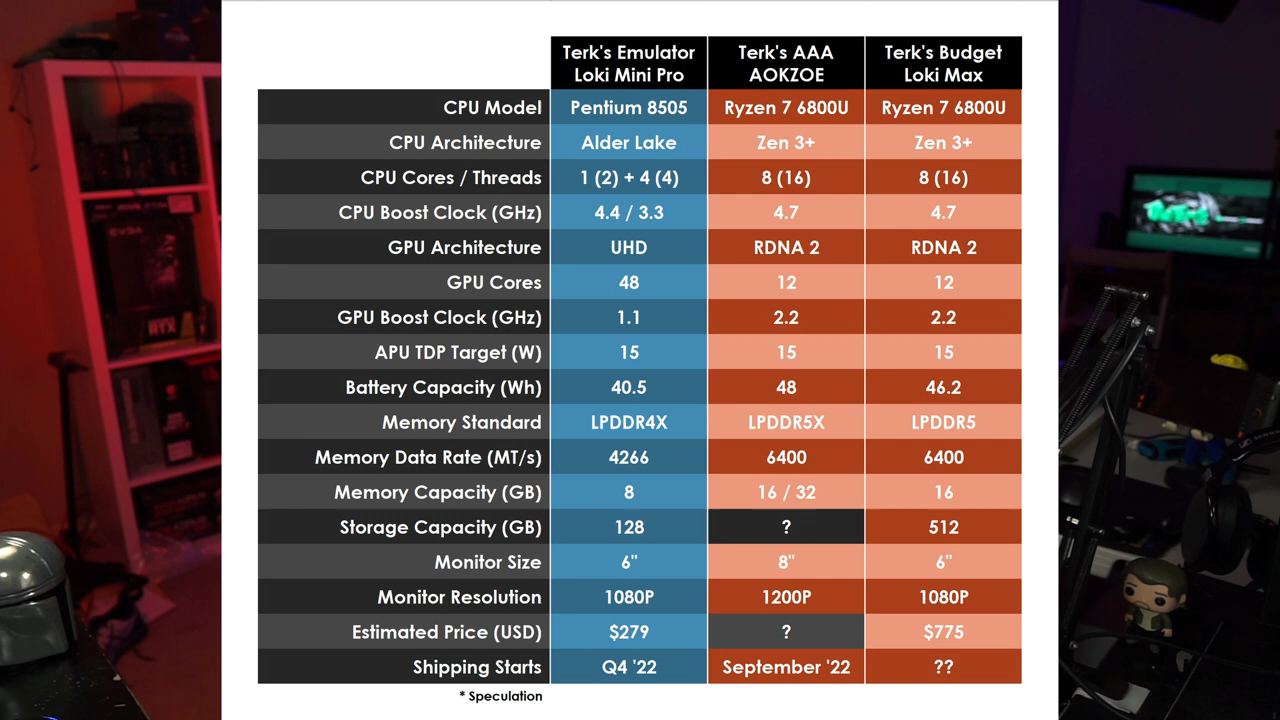 Terk's Emulator Terk's AAA Terk's Budget
Loki Mini Pro AOKZOE Loki Max
CPU Model Pentium 8505 Ryzen 7 6800U Ryzen 7 6800U
CPU Architecture Alder Lake Zen 3+ Zen 3+
CPU Cores / Threads 1 (2) + 4 (4) 8 (16) 8 (16)
CPU Boost Clock (GHz) 4.4 / 3.3 4.7 4.7
GPU Architecture UHD RDNA 2 RDNA 2
GPU Cores 48 12 12
GPU Boost Clock (GHz) 1.1 2.2 2.2
APU TDP Target (W) 15 15 15
Battery Capacity (Wh) 40.5 48 46.2
Memory Standard LPDDR4X LPDDR5X LPDDR5
Memory Data Rate (MT/s) 4266 6400 6400
Memory Capacity (GB) 8 16 / 32 16
Storage Capacity (GB) 128 ? 512
Monitor Size 6" 8" 6"
Monitor Resolution 1080P 1200P 1080P
Estimated Price (USD) $279 ? $775
Shipping Starts Q4 '22 September '22 ??
* Speculation
EVGA
RTX